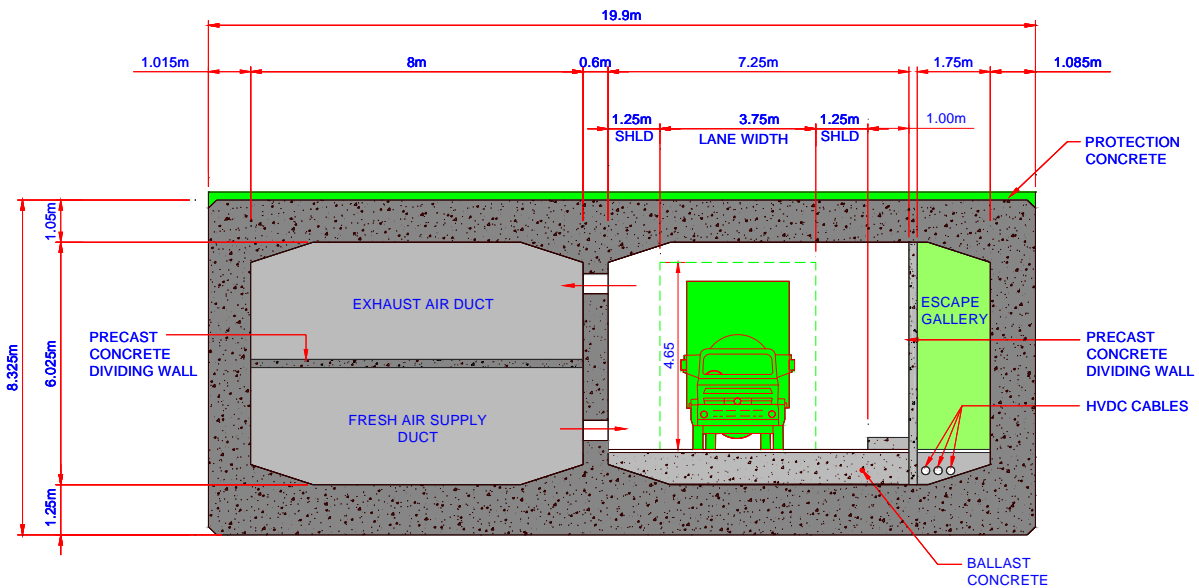 19.9m
1.015m
8m
0.6m
7.25m
1.75m
1.085m
1.25m
SHLD
3.75m
LANE WIDTH
1.25m
SHLD
1.00m
PROTECTION
CONCRETE
1.05m
8.325m
6.025m
1.25m
EXHAUST AIR DUCT
PRECAST
CONCRETE
DIVIDING WALL
FRESH AIR SUPPLY
DUCT
4.65
ESCAPE
GALLERY
PRECAST
CONCRETE
DIVIDING WALL
HVDC CABLES
BALLAST
CONCRETE